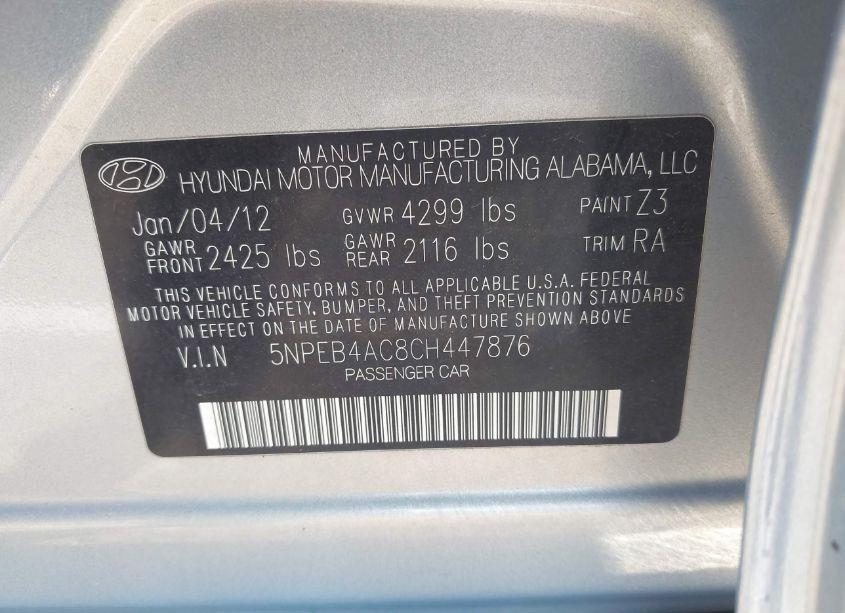 MANUFACTURED BY
HYUNDAI MOTOR MANUFACTURING ALABAMA, LLC
Jan/04/12 GVWR 4299 lbs PAINT Z3
GAWR FRONT 2425 lbs GAWR REAR 2116 lbs TRIM RA
THIS VEHICLE CONFORMS TO ALL APPLICABLE U.S.A. FEDERAL
MOTOR VEHICLE SAFETY, BUMPER, AND THEFT PREVENTION STANDARDS
IN EFFECT ON THE DATE OF MANUFACTURE SHOWN ABOVE
V.I.N 5NPEB4AC8CH447876
PASSENGER CAR